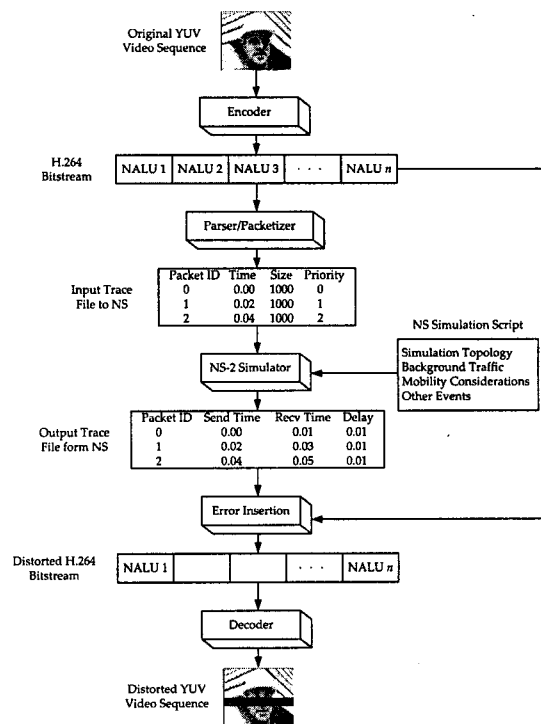 Original YUV
Video Sequence
Encoder
H.264
Bitstream
NALU 1 NALU 2 NALU 3 · · · NALU n
Parser/Packetizer
Input Trace
File to NS
Packet ID Time Size Priority
0 0.00 1000 0
1 0.02 1000 1
2 0.04 1000 2
NS Simulation Script
Simulation Topology
Background Traffic
Mobility Considerations
Other Events
NS-2 Simulator
Output Trace
File form NS
Packet ID Send Time Recv Time Delay
0 0.00 0.01 0.01
1 0.02 0.03 0.01
2 0.04 0.05 0.01
Error Insertion
Distorted H.264
Bitstream
NALU 1 · · · NALU n
Decoder
Distorted YUV
Video Sequence